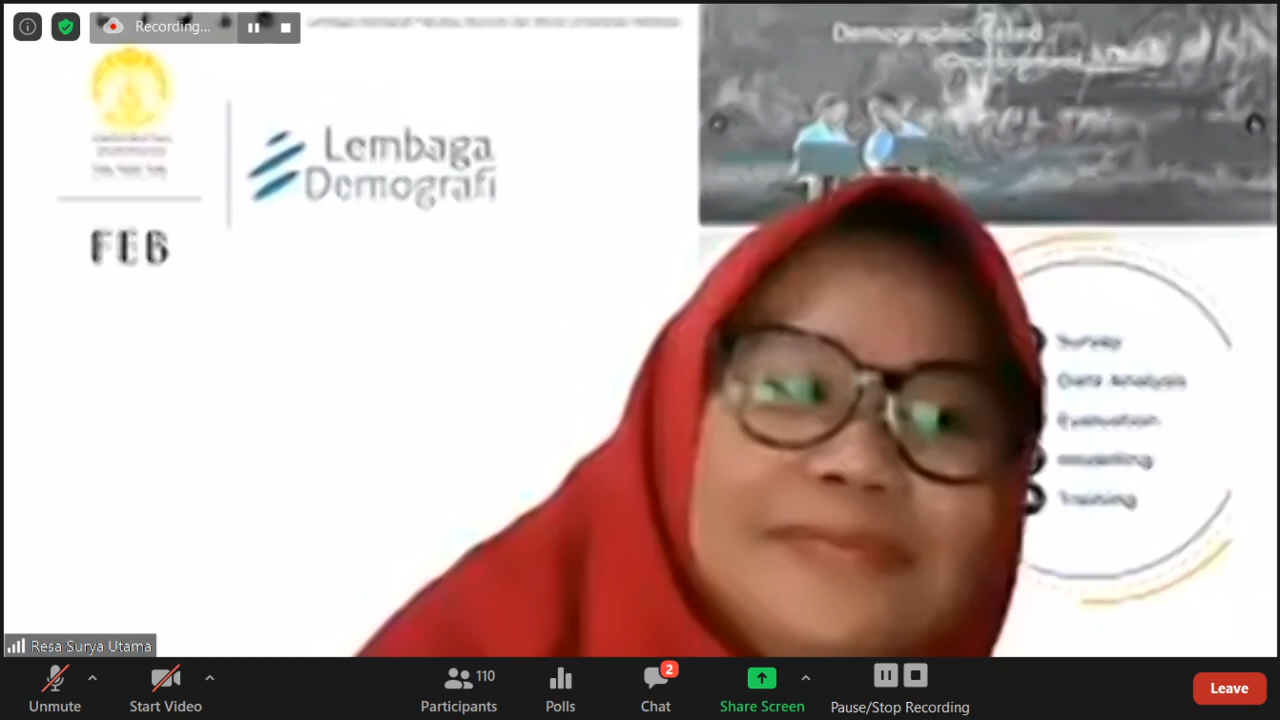 Recording...
Lembaga
Demografi
FEB
Demographic
Survey
Data Analysis
Evaluation
Modelling
Training
Resa Surya Utama
Unmute
Start Video
110
Participants
Polls
2
Chat
Share Screen
Pause/Stop Recording
Leave